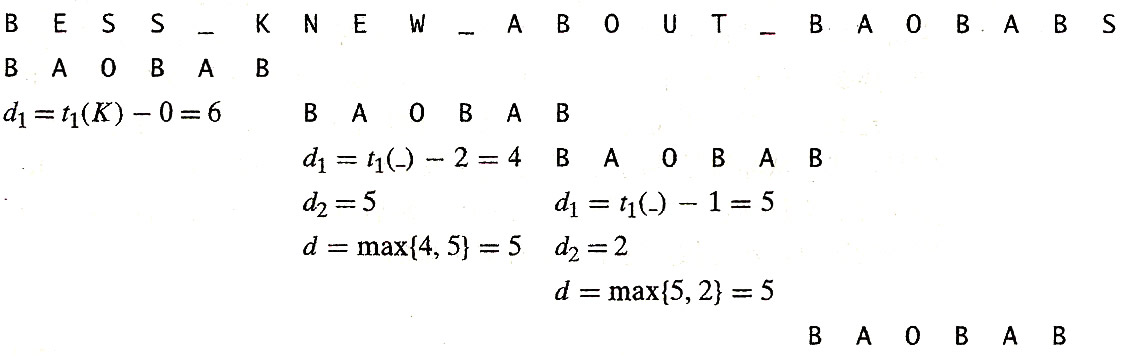 B E S S _ K N E W _ A B O U T _ B A O B A B S
B A O B A B
d₁ = t₁(K) − 0 = 6 B A O B A B
d₁ = t₁(_) − 2 = 4 B A O B A B
d₂ = 5 d₁ = t₁(_) − 1 = 5
d = max{4, 5} = 5 d₂ = 2
d = max{5, 2} = 5
B A O B A B